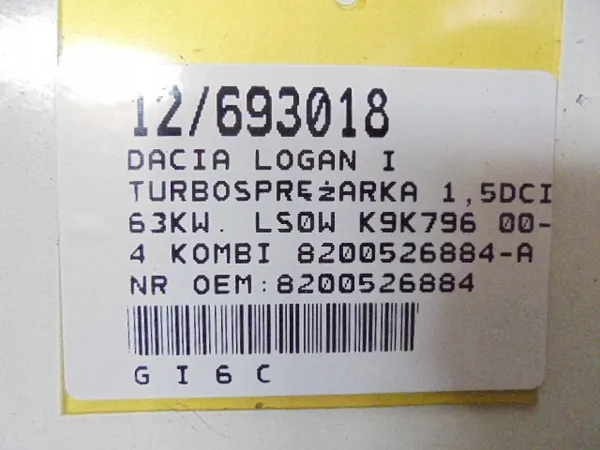 12/693018
DACIA LOGAN I
TURBOSPRĘżARKA 1,5DCI
63KW. LS0W K9K796 00-
4 KOMBI 8200526884-A
NR OEM:8200526884
G I 6 C